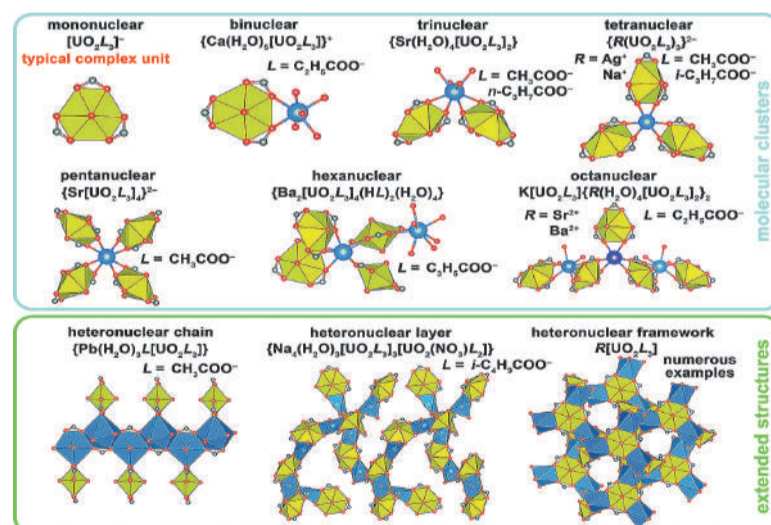 mononuclear
[UO₂L₃]⁻
typical complex unit
binuclear
{Ca(H₂O)₅[UO₂L₃]}⁺
L = C₂H₅COO⁻
trinuclear
{Sr(H₂O)₄[UO₂L₃]₂}
L = CH₃COO⁻
n-C₃H₇COO⁻
tetranuclear
{R(UO₂L₃)₃}²⁻
R = Ag⁺ L = CH₃COO⁻
Na⁺ i-C₃H₇COO⁻
pentanuclear
{Sr[UO₂L₃]₄}²⁻
L = CH₃COO⁻
hexanuclear
{Ba₂[UO₂L₃]₄(HL)₂(H₂O)₄}
L = C₃H₅COO⁻
octanuclear
K[UO₂L₃]{R(H₂O)₄[UO₂L₃]₂}₂
R = Sr²⁺ L = C₂H₅COO⁻
Ba²⁺
molecular clusters
heteronuclear chain
{Pb(H₂O)₃L[UO₂L₃]}
L = CH₃COO⁻
heteronuclear layer
{Na₄(H₂O)₃[UO₂L₃]₃[UO₂(NO₃)L₂]}
L = i-C₄H₉COO⁻
heteronuclear framework
R[UO₂L₃]
numerous
examples
extended structures